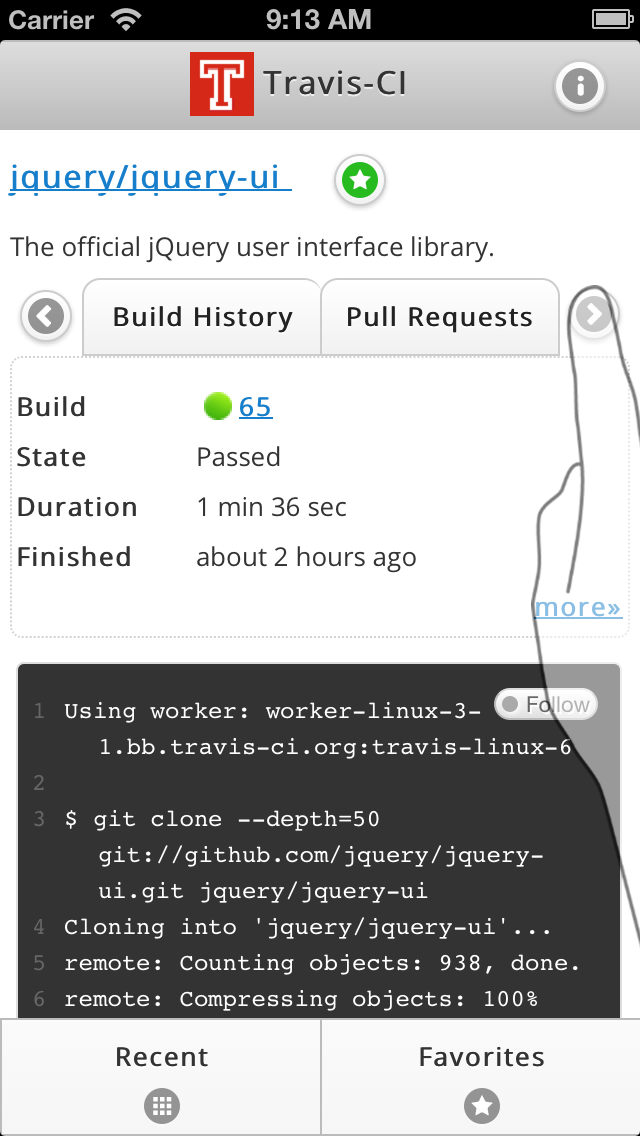 Carrier 9:13 AM
T Travis-CI
jquery/jquery-ui
The official jQuery user interface library.
Build History Pull Requests
Build 65
State Passed
Duration 1 min 36 sec
Finished about 2 hours ago
more»
Follow
1 Using worker: worker-linux-3-
1.bb.travis-ci.org:travis-linux-6
2
3 $ git clone --depth=50
git://github.com/jquery/jquery-
ui.git jquery/jquery-ui
4 Cloning into 'jquery/jquery-ui'...
5 remote: Counting objects: 938, done.
6 remote: Compressing objects: 100%
Recent Favorites